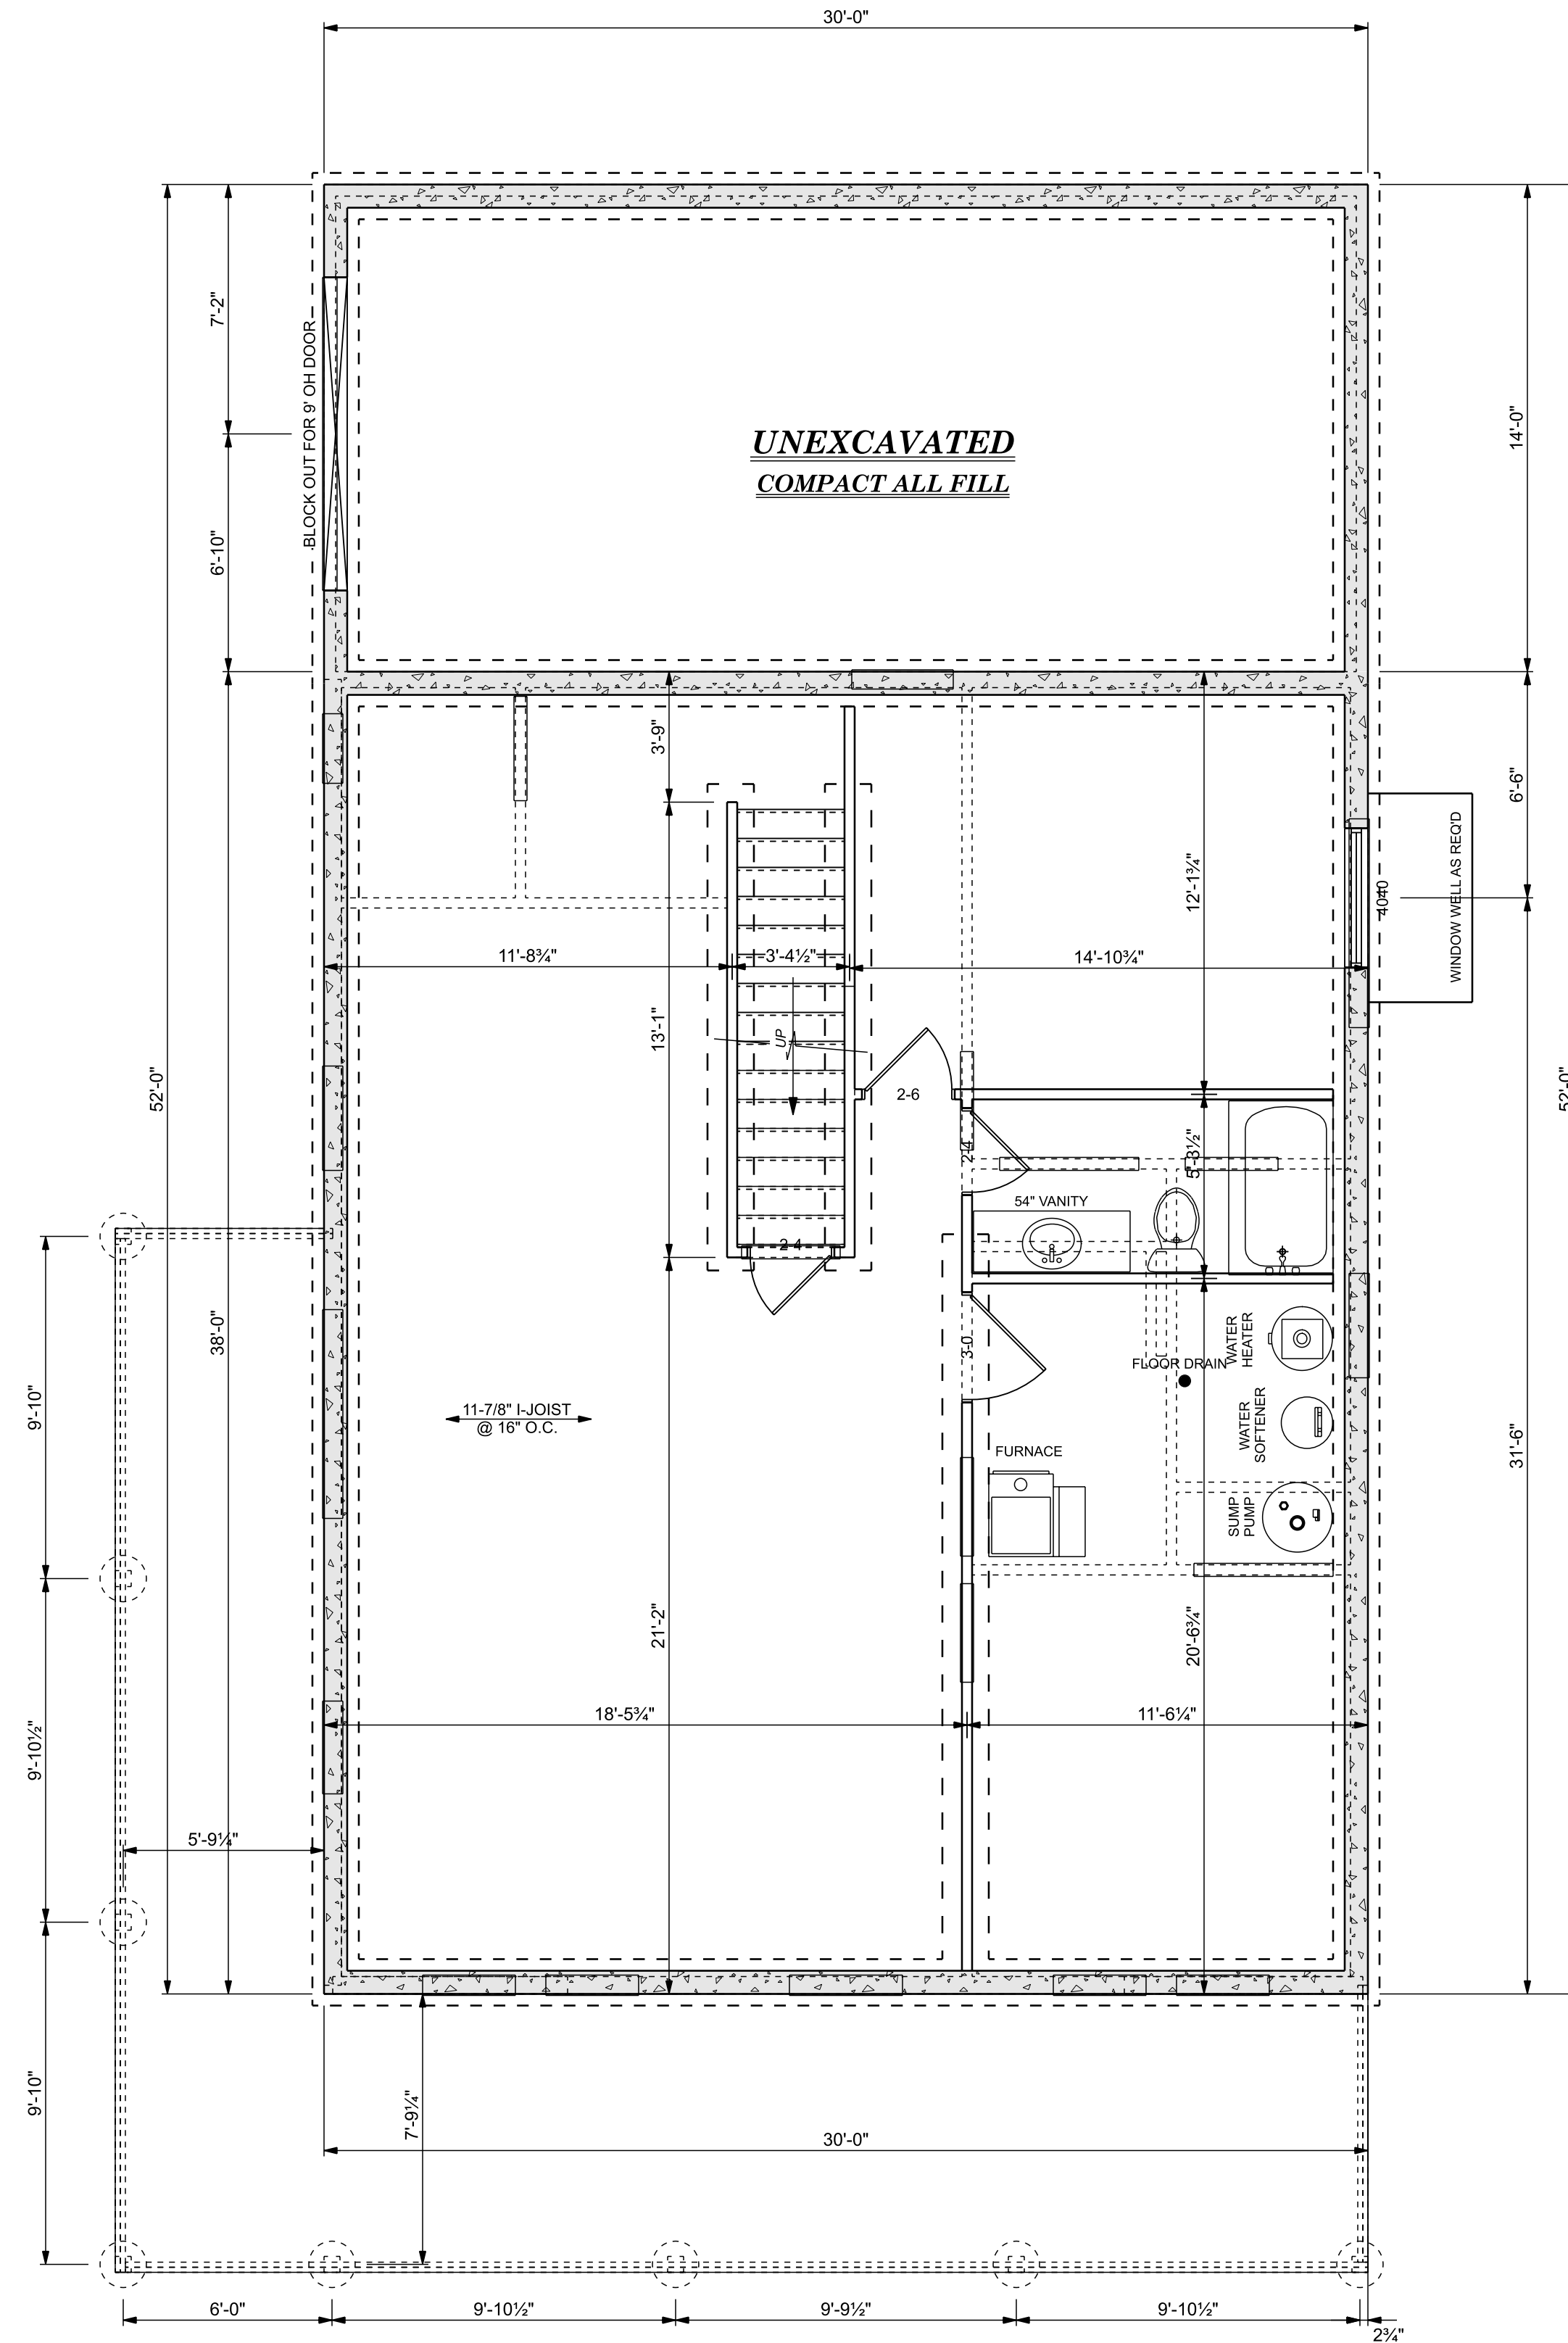 30'-0"
7'-2"
BLOCK OUT FOR 9' OH DOOR
6'-10"
UNEXCAVATED
COMPACT ALL FILL
14'-0"
3'-9"
6'-6"
12'-1¾"
4040
WINDOW WELL AS REQ'D
11'-8¾"
3'-4½"
14'-10¾"
13'-1"
UP
52'-0"
52'-0"
2-6
2-4
5'-3½"
54" VANITY
2-4
38'-0"
3-0
WATER
HEATER
FLOOR DRAIN
9'-10"
11-7/8" I-JOIST
@ 16" O.C.
WATER
SOFTENER
31'-6"
FURNACE
SUMP
PUMP
21'-2"
20'-6¾"
9'-10½"
18'-5¾"
11'-6¼"
5'-9¼"
9'-10"
7'-9¼"
30'-0"
6'-0"
9'-10½"
9'-9½"
9'-10½"
2¾"